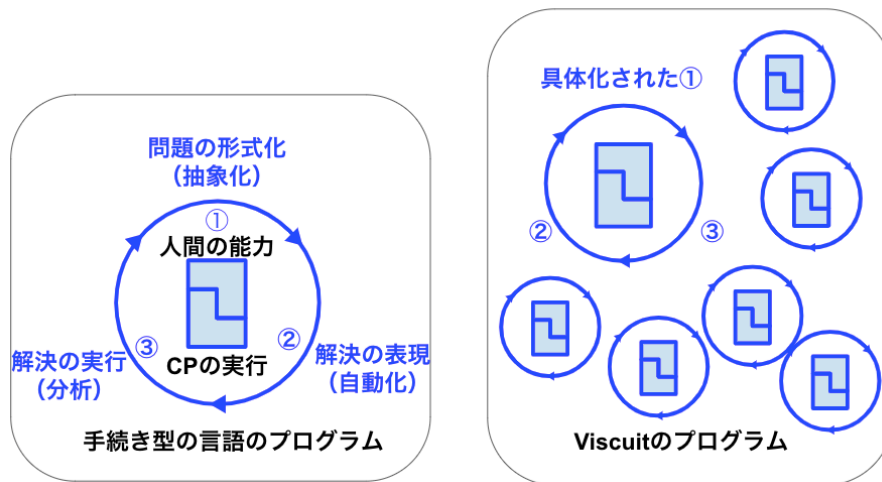 問題の形式化
（抽象化）
①
人間の能力
③
②
解決の実行
（分析）
CPの実行
解決の表現
（自動化）
手続き型の言語のプログラム
具体化された①
②
③
Viscuitのプログラム